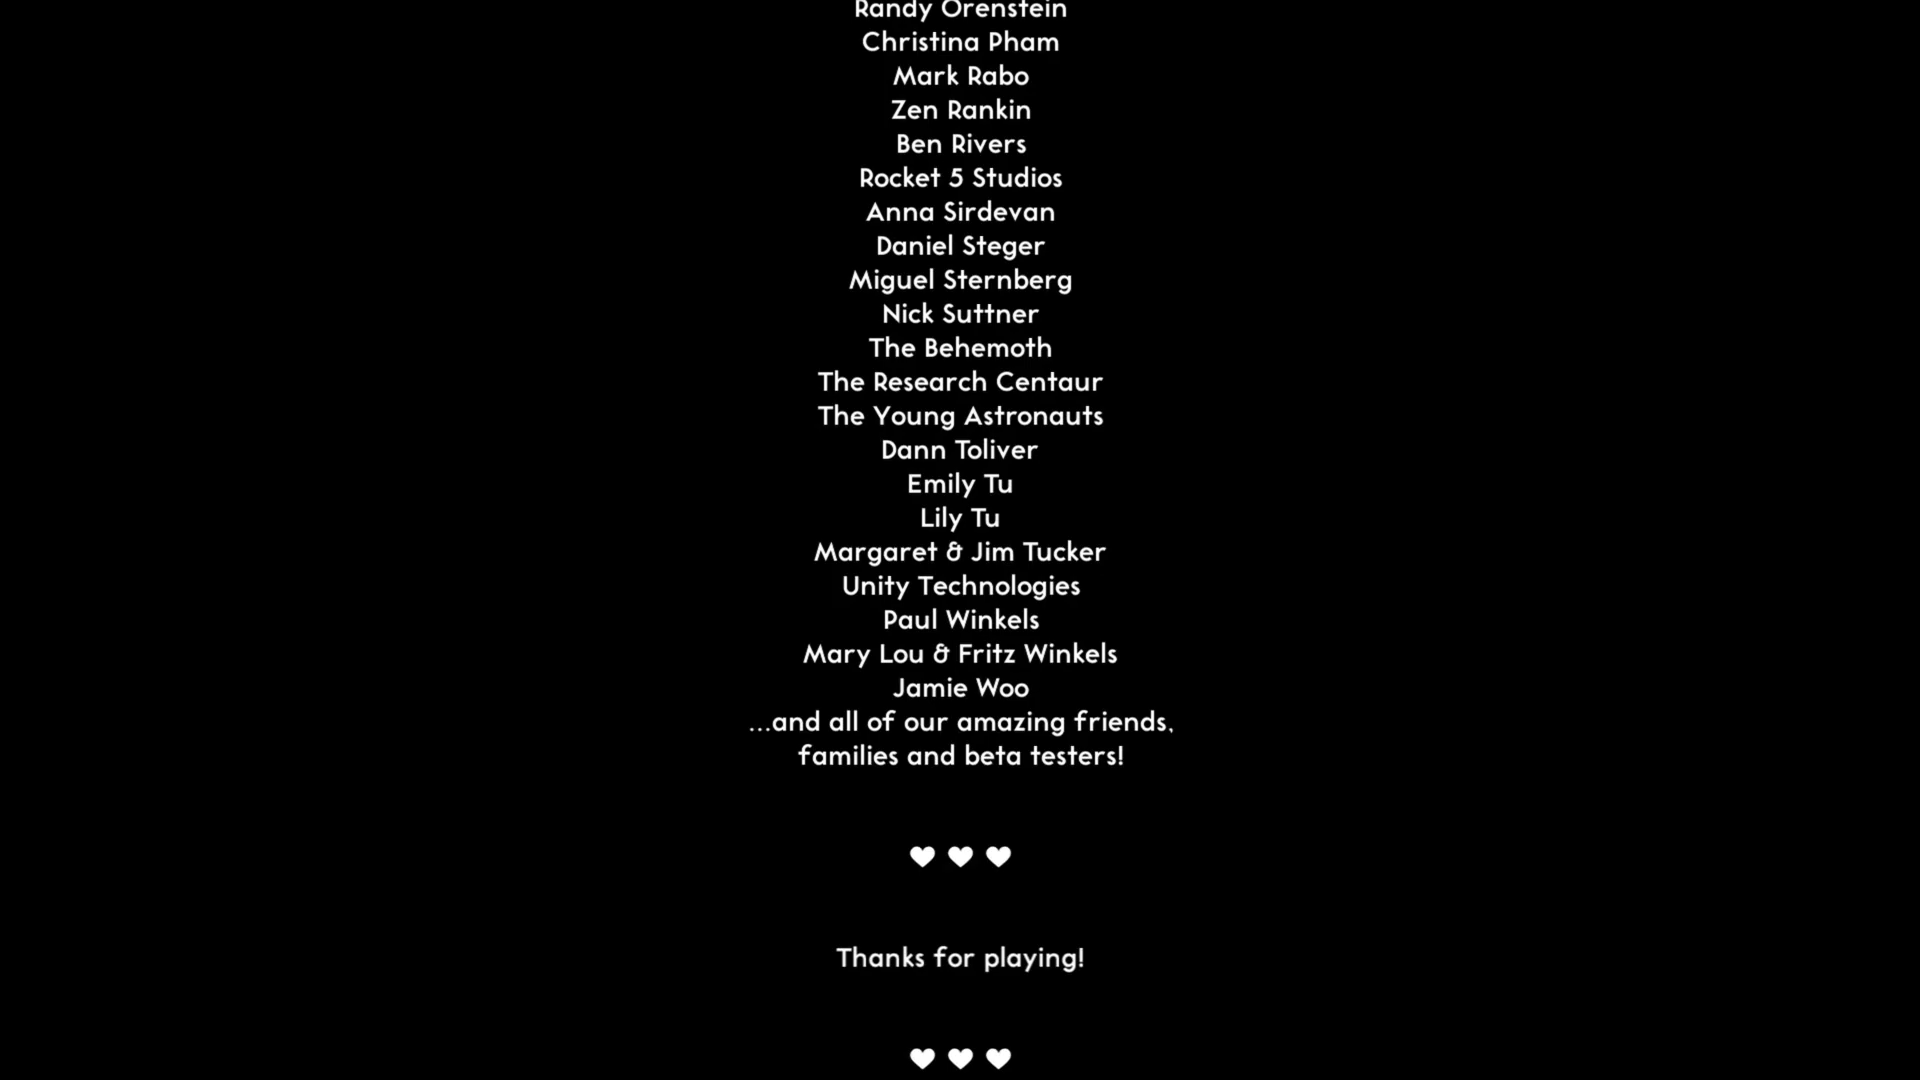 Randy Orenstein
Christina Pham
Mark Rabo
Zen Rankin
Ben Rivers
Rocket 5 Studios
Anna Sirdevan
Daniel Steger
Miguel Sternberg
Nick Suttner
The Behemoth
The Research Centaur
The Young Astronauts
Dann Toliver
Emily Tu
Lily Tu
Margaret & Jim Tucker
Unity Technologies
Paul Winkels
Mary Lou & Fritz Winkels
Jamie Woo
...and all of our amazing friends,
families and beta testers!
♥ ♥ ♥
Thanks for playing!
♥ ♥ ♥